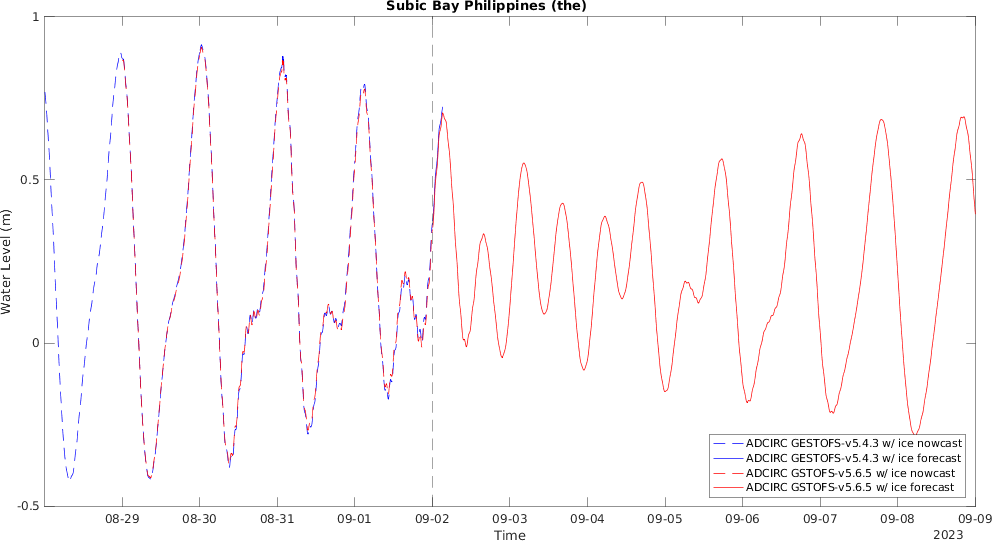 Subic Bay Philippines (the)
1
0.5
0
-0.5
Water Level (m)
ADCIRC GESTOFS-v5.4.3 w/ ice nowcast
ADCIRC GESTOFS-v5.4.3 w/ ice forecast
ADCIRC GSTOFS-v5.6.5 w/ ice nowcast
ADCIRC GSTOFS-v5.6.5 w/ ice forecast
08-29 08-30 08-31 09-01 09-02 09-03 09-04 09-05 09-06 09-07 09-08 09-09
Time
2023